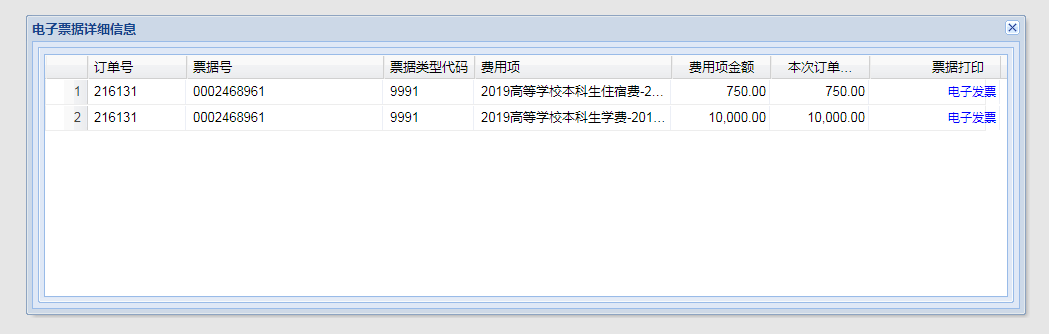 电子票据详细信息
订单号 票据号 票据类型代码 费用项 费用项金额 本次订单... 票据打印
1 216131 0002468961 9991 2019高等学校本科生住宿费-2... 750.00 750.00 电子发票
2 216131 0002468961 9991 2019高等学校本科生学费-201... 10,000.00 10,000.00 电子发票